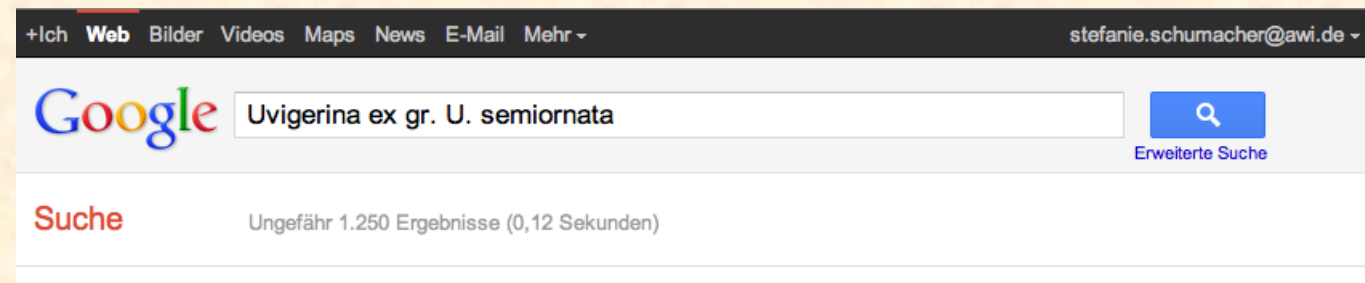 +Ich Web Bilder Videos Maps News E-Mail Mehr stefanie.schumacher@awi.de
Google Uvigerina ex gr. U. semiornata
Erweiterte Suche
Suche Ungefähr 1.250 Ergebnisse (0,12 Sekunden)